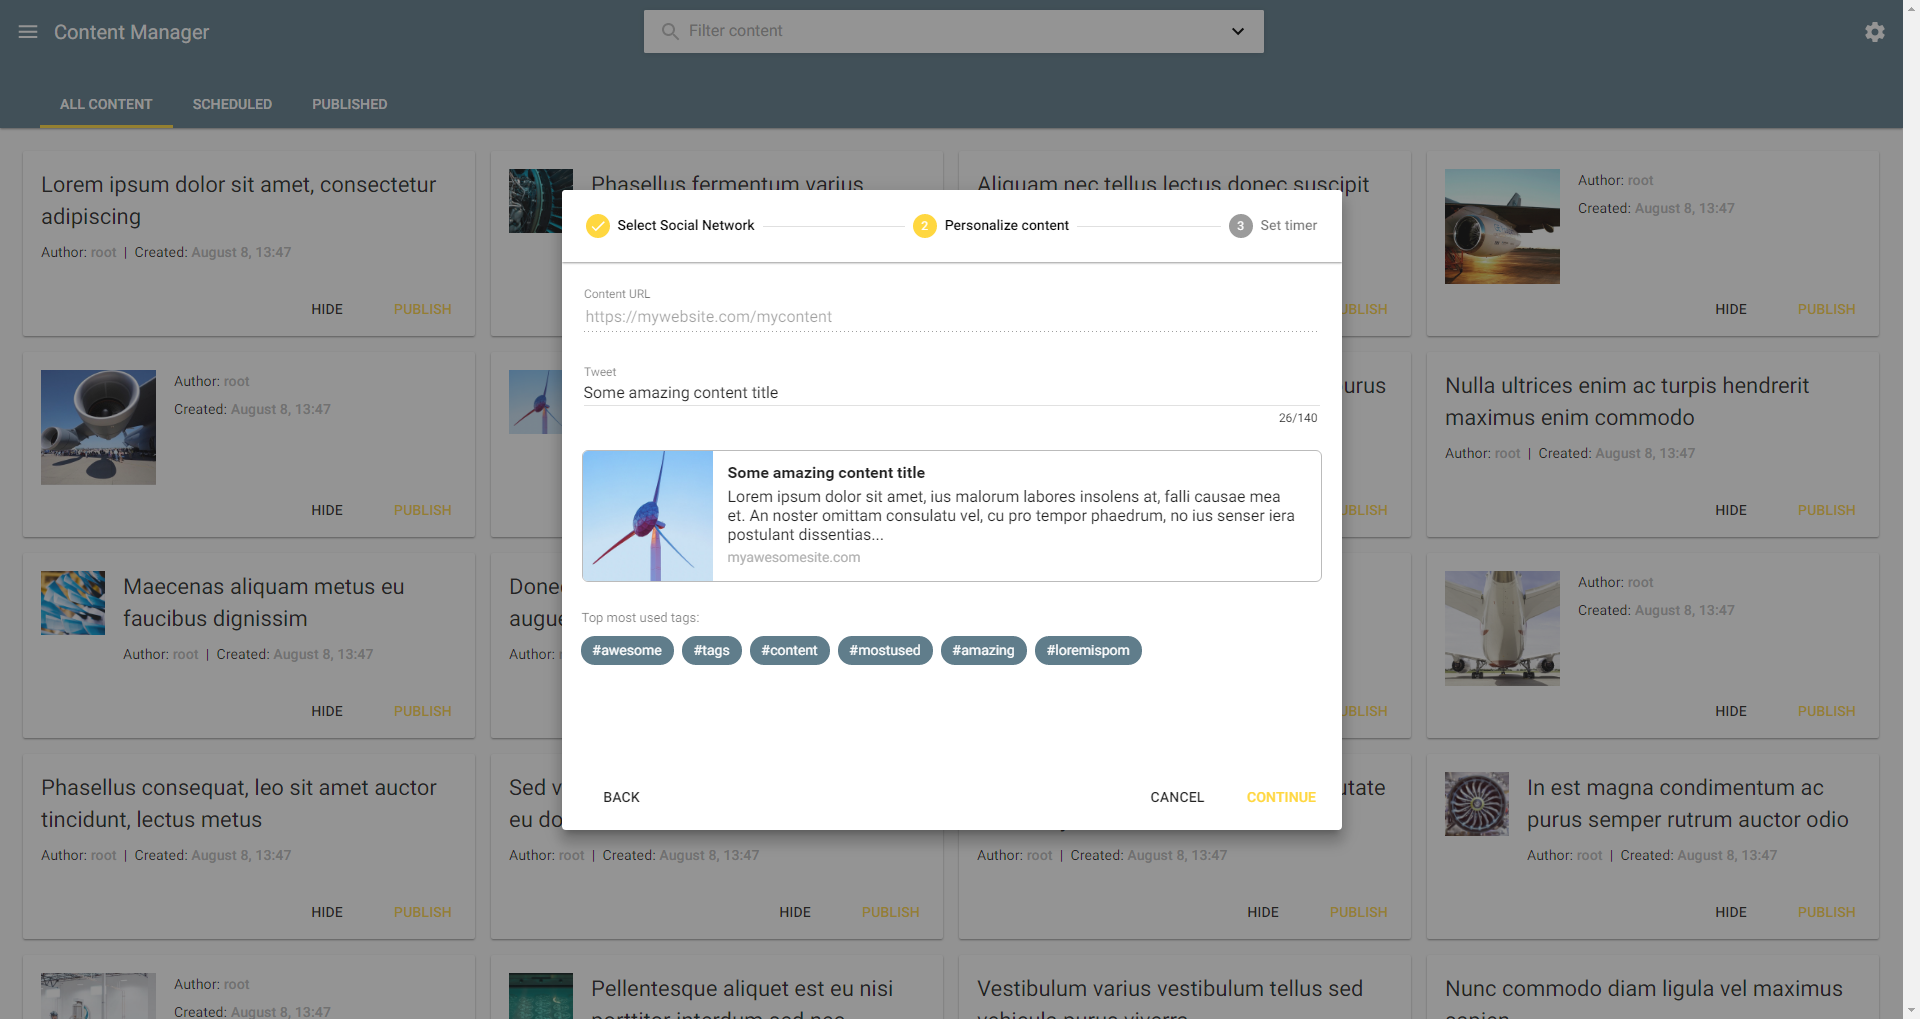 Content Manager
Filter content
ALL CONTENT
SCHEDULED
PUBLISHED
Lorem ipsum dolor sit amet, consectetur
adipiscing
Author: root | Created: August 8, 13:47
HIDE
PUBLISH
Phasellus fermentum varius
Aliquam nec tellus lectus donec suscipit
Author: root
Created: August 8, 13:47
HIDE
PUBLISH
Select Social Network
2
Personalize content
3
Set timer
Content URL
https://mywebsite.com/mycontent
Tweet
Some amazing content title
26/140
Some amazing content title
Lorem ipsum dolor sit amet, ius malorum labores insolens at, falli causae mea
et. An noster omittam consulatu vel, cu pro tempor phaedrum, no ius senser iera
postulant dissentias...
myawesomesite.com
Top most used tags:
#awesome
#tags
#content
#mostused
#amazing
#loremispom
BACK
CANCEL
CONTINUE
Author: root
Created: August 8, 13:47
HIDE
PUBLISH
Nulla ultrices enim ac turpis hendrerit
maximus enim commodo
Author: root | Created: August 8, 13:47
HIDE
PUBLISH
Maecenas aliquam metus eu
faucibus dignissim
Author: root | Created: August 8, 13:47
HIDE
PUBLISH
Author:
Author: root
Created: August 8, 13:47
HIDE
PUBLISH
Phasellus consequat, leo sit amet auctor
tincidunt, lectus metus
Author: root | Created: August 8, 13:47
HIDE
PUBLISH
Sed
eu
Author: root | Created: August 8, 13:47
HIDE
PUBLISH
Author: root | Created: August 8, 13:47
HIDE
PUBLISH
In est magna condimentum ac
purus semper rutrum auctor odio
Author: root | Created: August 8, 13:47
HIDE
PUBLISH
Author: root
Created: August 8, 13:47
Pellentesque aliquet est eu nisi
porttitor interdum sed nec
Vestibulum varius vestibulum tellus sed
vehicula purus viverra
Nunc commodo diam ligula vel maximus
sapien